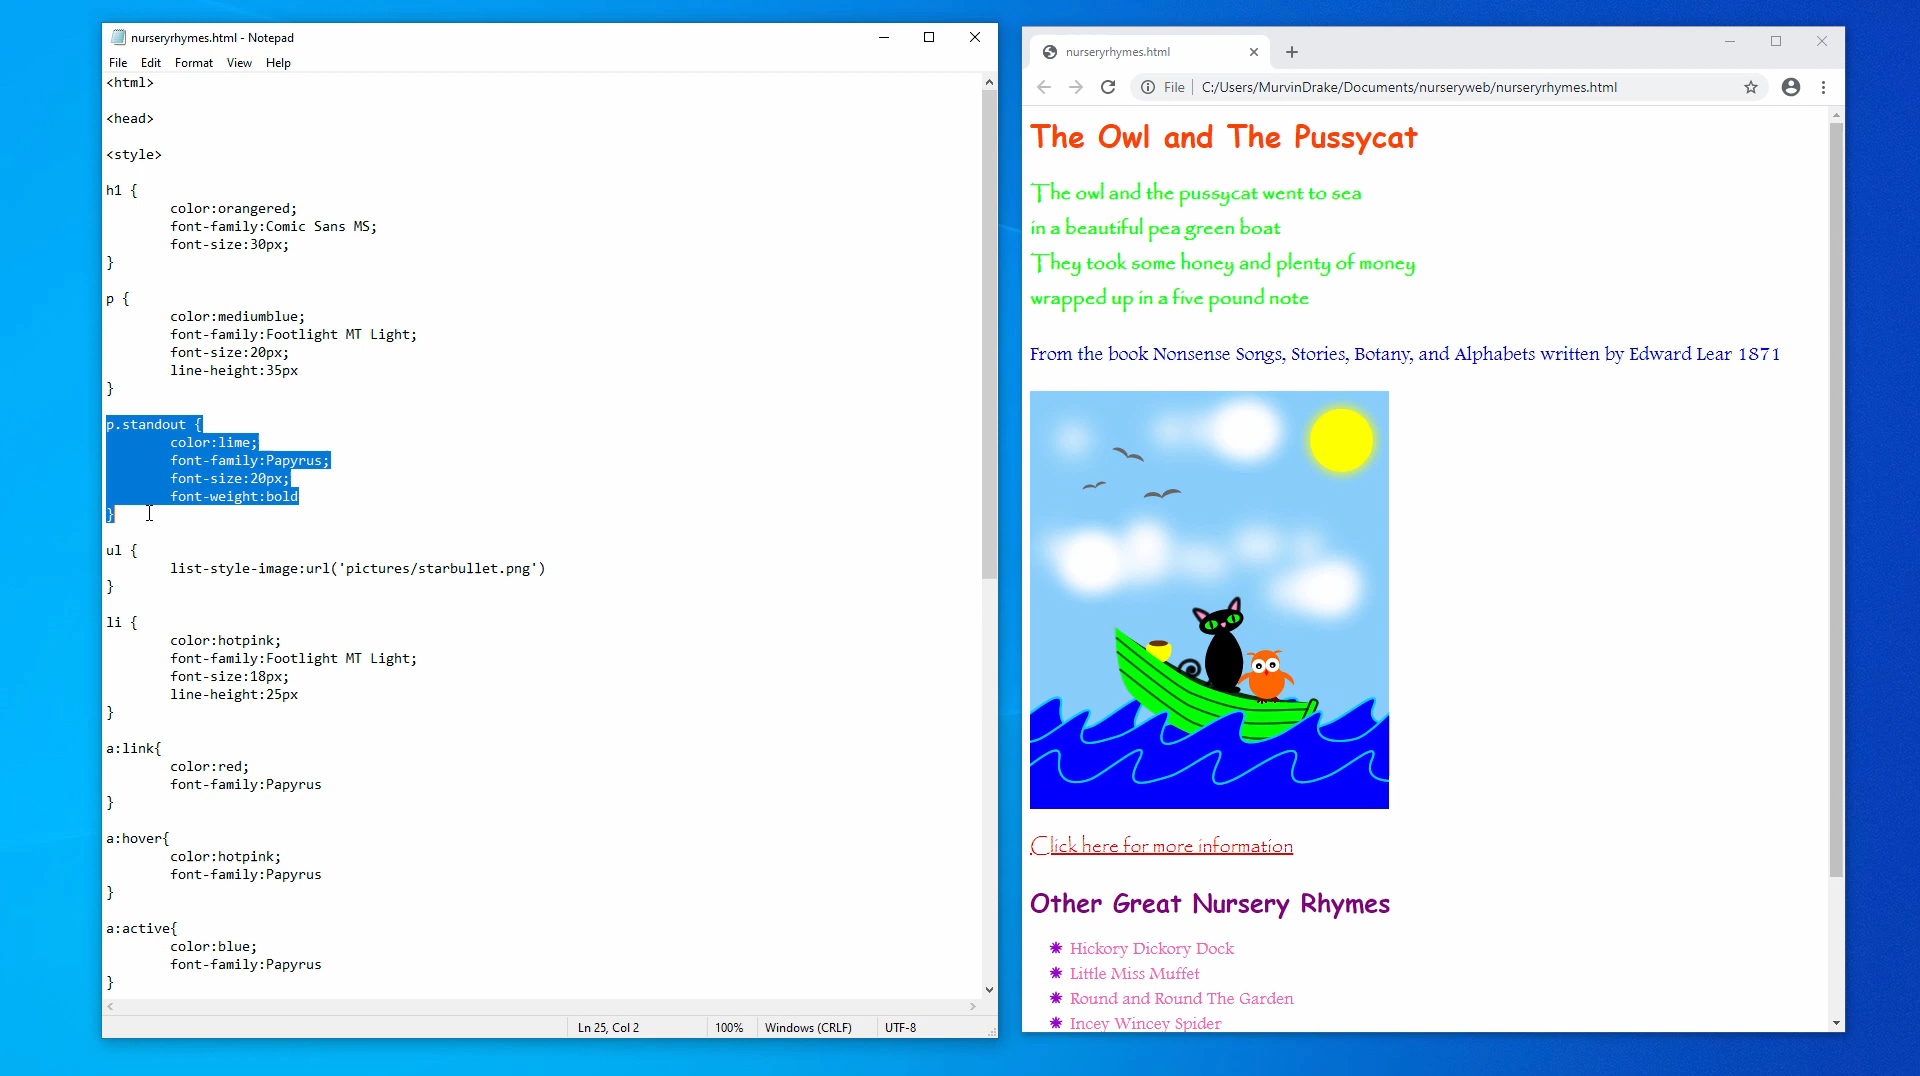 nurseryrhymes.html - Notepad
File Edit Format View Help
<html>
<head>
<style>
h1 {
color:orangered;
font-family:Comic Sans MS;
font-size:30px;
}
p {
color:mediumblue;
font-family:Footlight MT Light;
font-size:20px;
line-height:35px
}
p.standout {
color:lime;
font-family:Papyrus;
font-size:20px;
font-weight:bold
}
ul {
list-style-image:url('pictures/starbullet.png')
}
li {
color:hotpink;
font-family:Footlight MT Light;
font-size:18px;
line-height:25px
}
a:link{
color:red;
font-family:Papyrus
}
a:hover{
color:hotpink;
font-family:Papyrus
}
a:active{
color:blue;
font-family:Papyrus
}
Ln 25, Col 2 100% Windows (CRLF) UTF-8
nurseryrhymes.html
File C:/Users/MurvinDrake/Documents/nurseryweb/nurseryrhymes.html
The Owl and The Pussycat
The owl and the pussycat went to sea
in a beautiful pea green boat
They took some honey and plenty of money
wrapped up in a five pound note
From the book Nonsense Songs, Stories, Botany, and Alphabets written by Edward Lear 1871
Click here for more information
Other Great Nursery Rhymes
Hickory Dickory Dock
Little Miss Muffet
Round and Round The Garden
Incey Wincey Spider